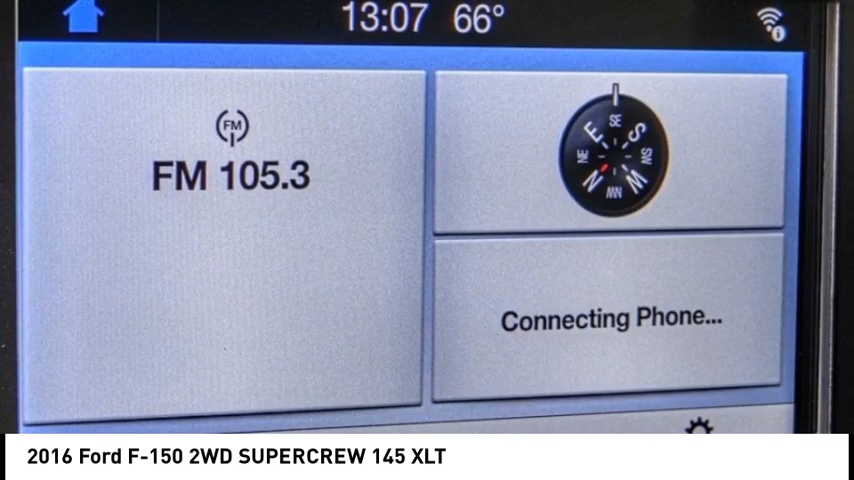 13:07 66°
FM
FM 105.3
SE
E S
NE SW
N W
NW
Connecting Phone...
2016 Ford F-150 2WD SUPERCREW 145 XLT